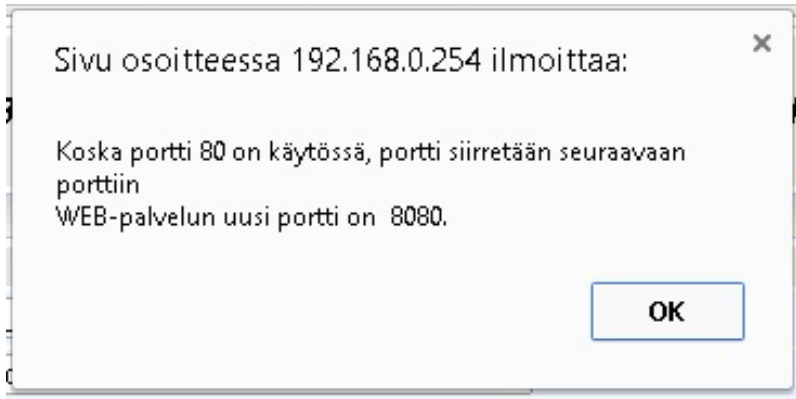 Sivu osoitteessa 192.168.0.254 ilmoittaa:
Koska portti 80 on käytössä, portti siirretään seuraavaan
porttiin
WEB-palvelun uusi portti on 8080.
OK